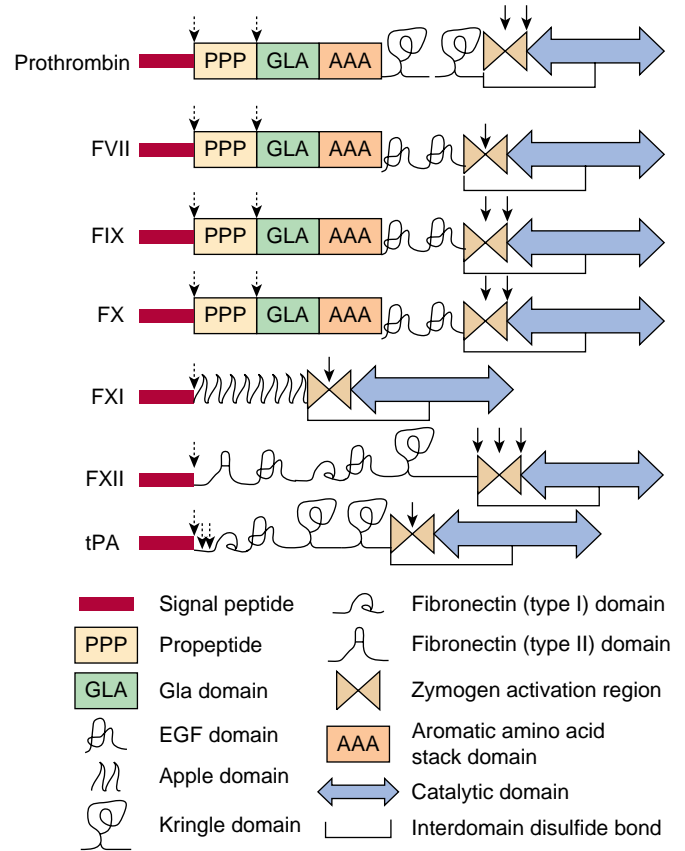 Prothrombin PPP GLA AAA
FVII PPP GLA AAA
FIX PPP GLA AAA
FX PPP GLA AAA
FXI
FXII
tPA
Signal peptide
Fibronectin (type I) domain
PPP Propeptide
Fibronectin (type II) domain
GLA Gla domain
Zymogen activation region
EGF domain
AAA Aromatic amino acid
stack domain
Apple domain
Catalytic domain
Kringle domain
Interdomain disulfide bond